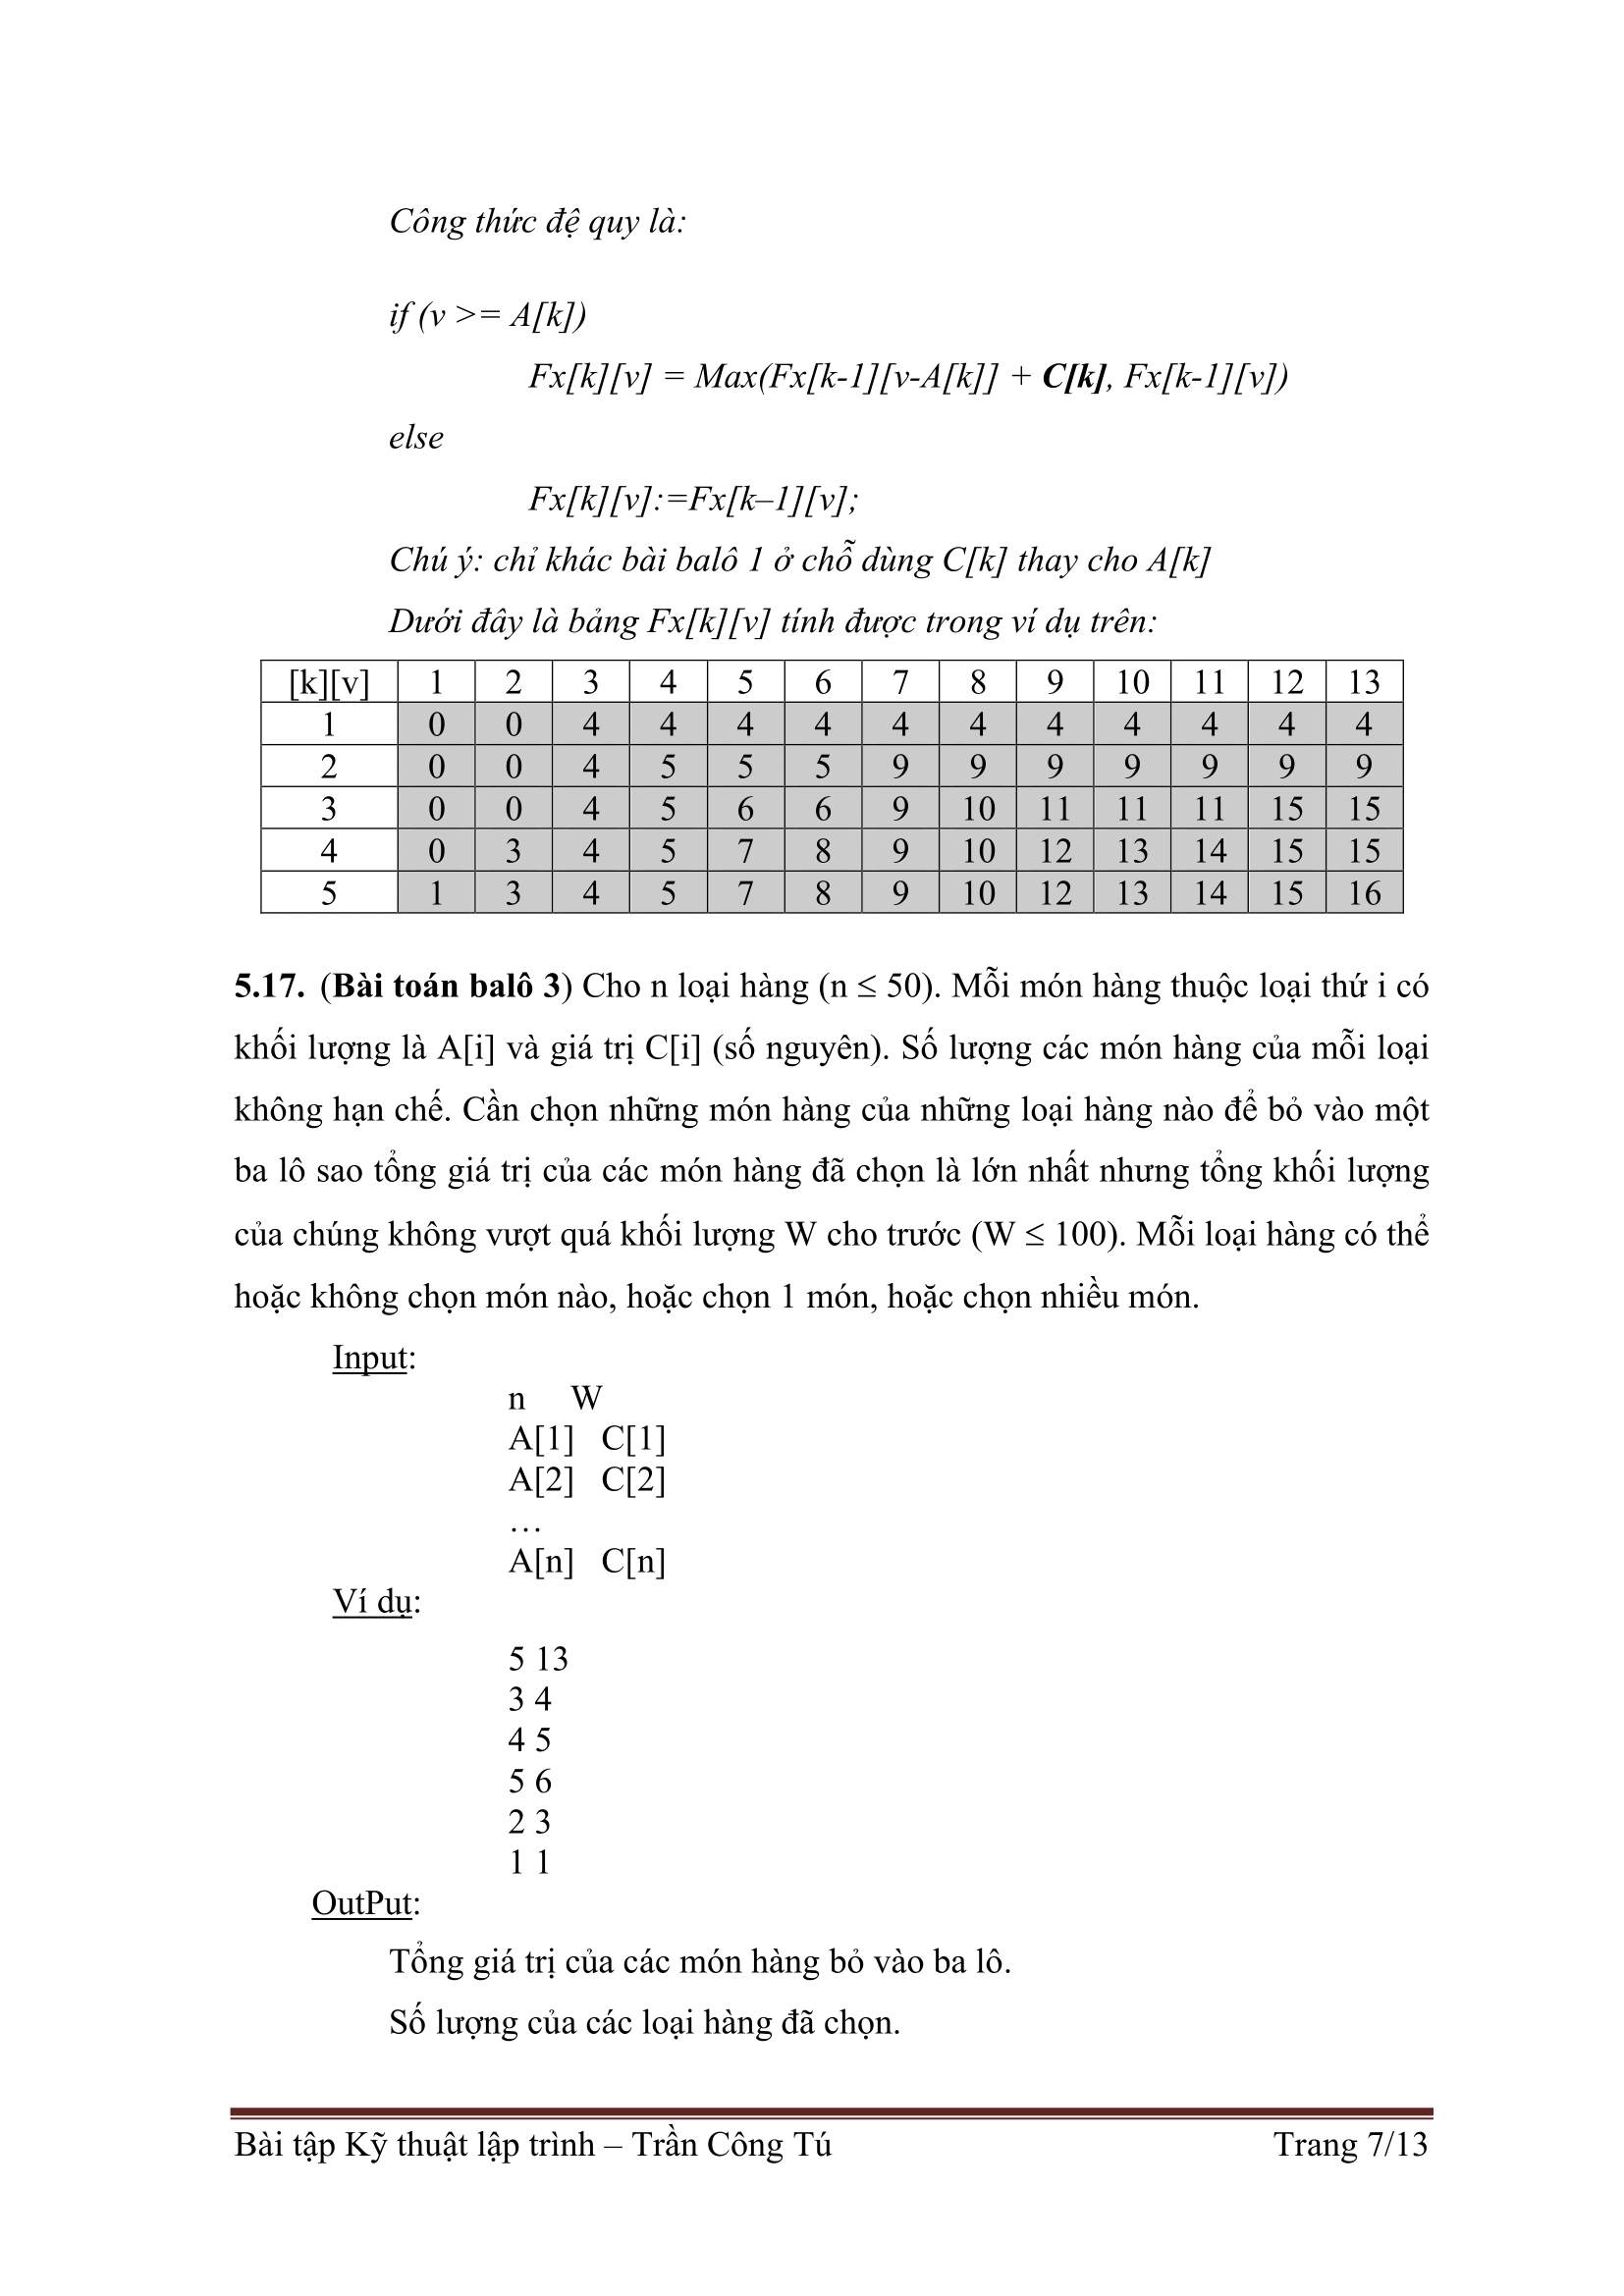 Công thức đệ quy là:
if (v >= A[k])
Fx[k][v] = Max(Fx[k-1][v-A[k]] + C[k], Fx[k-1][v])
else
Fx[k][v]:=Fx[k–1][v];
Chú ý: chỉ khác bài balô 1 ở chỗ dùng C[k] thay cho A[k]
Dưới đây là bảng Fx[k][v] tính được trong ví dụ trên:
[k][v] 1 2 3 4 5 6 7 8 9 10 11 12 13
1 0 0 4 4 4 4 4 4 4 4 4 4 4
2 0 0 4 5 5 5 9 9 9 9 9 9 9
3 0 0 4 5 6 6 9 10 11 11 11 15 15
4 0 3 4 5 7 8 9 10 12 13 14 15 15
5 1 3 4 5 7 8 9 10 12 13 14 15 16
5.17. (Bài toán balô 3) Cho n loại hàng (n ≤ 50). Mỗi món hàng thuộc loại thứ i có
khối lượng là A[i] và giá trị C[i] (số nguyên). Số lượng các món hàng của mỗi loại
không hạn chế. Cần chọn những món hàng của những loại hàng nào để bỏ vào một
ba lô sao tổng giá trị của các món hàng đã chọn là lớn nhất nhưng tổng khối lượng
của chúng không vượt quá khối lượng W cho trước (W ≤ 100). Mỗi loại hàng có thể
hoặc không chọn món nào, hoặc chọn 1 món, hoặc chọn nhiều món.
Input:
n W
A[1] C[1]
A[2] C[2]
…
A[n] C[n]
Ví dụ:
5 13
3 4
4 5
5 6
2 3
1 1
OutPut:
Tổng giá trị của các món hàng bỏ vào ba lô.
Số lượng của các loại hàng đã chọn.
Bài tập Kỹ thuật lập trình – Trần Công Tú Trang 7/13